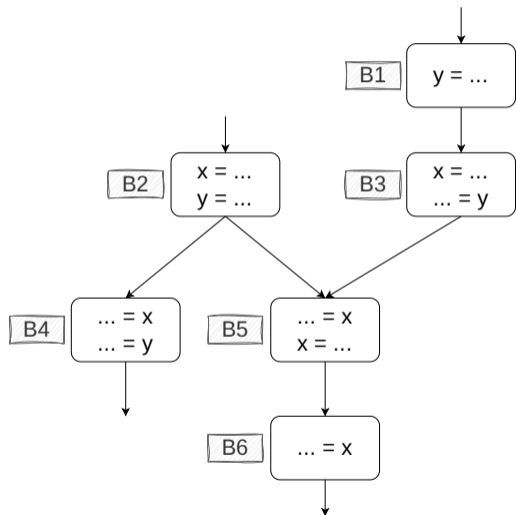 B1
y = ...
B2
x = ...
y = ...
B3
x = ...
... = y
B4
... = x
... = y
B5
... = x
x = ...
B6
... = x